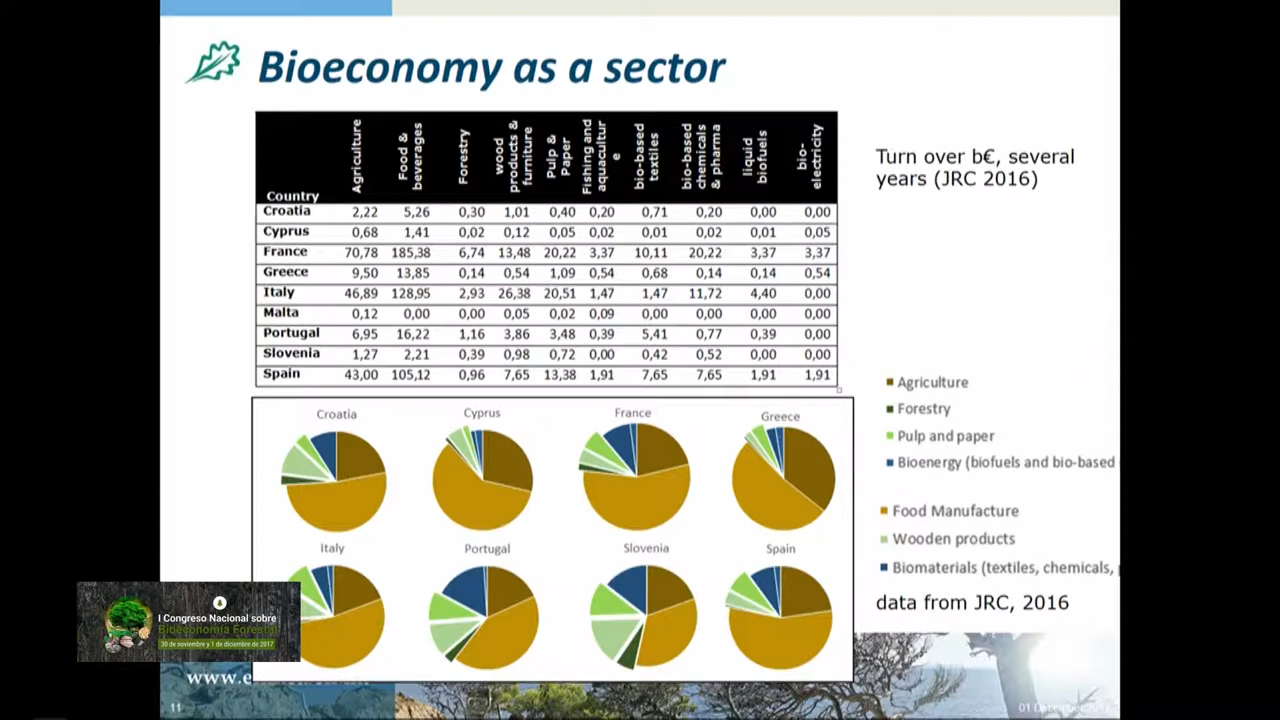 Bioeconomy as a sector
Country Agriculture Food & beverages Forestry wood products & furniture Pulp & Paper Fishing and aquacultur e bio-based textiles bio-based chemicals & pharma liquid biofuels bio-electricity
Croatia 2,22 5,26 0,30 1,01 0,40 0,20 0,71 0,20 0,00 0,00
Cyprus 0,68 1,41 0,02 0,12 0,05 0,02 0,01 0,02 0,01 0,05
France 70,78 185,38 6,74 13,48 20,22 3,37 10,11 20,22 3,37 3,37
Greece 9,50 13,85 0,14 0,54 1,09 0,54 0,68 0,14 0,14 0,54
Italy 46,89 128,95 2,93 26,38 20,51 1,47 1,47 11,72 4,40 0,00
Malta 0,12 0,00 0,00 0,05 0,02 0,09 0,00 0,00 0,00 0,00
Portugal 6,95 16,22 1,16 3,86 3,48 0,39 5,41 0,77 0,39 0,00
Slovenia 1,27 2,21 0,39 0,98 0,72 0,00 0,42 0,52 0,00 0,00
Spain 43,00 105,12 0,96 7,65 13,38 1,91 7,65 7,65 1,91 1,91
Turn over b€, several
years (JRC 2016)
Croatia Cyprus France Greece
Italy Portugal Slovenia Spain
Agriculture
Forestry
Pulp and paper
Bioenergy (biofuels and bio-based
Food Manufacture
Wooden products
Biomaterials (textiles, chemicals,
data from JRC, 2016
I Congreso Nacional sobre
Bioeconomía Forestal
30 de noviembre y 1 de diciembre de 2017
11